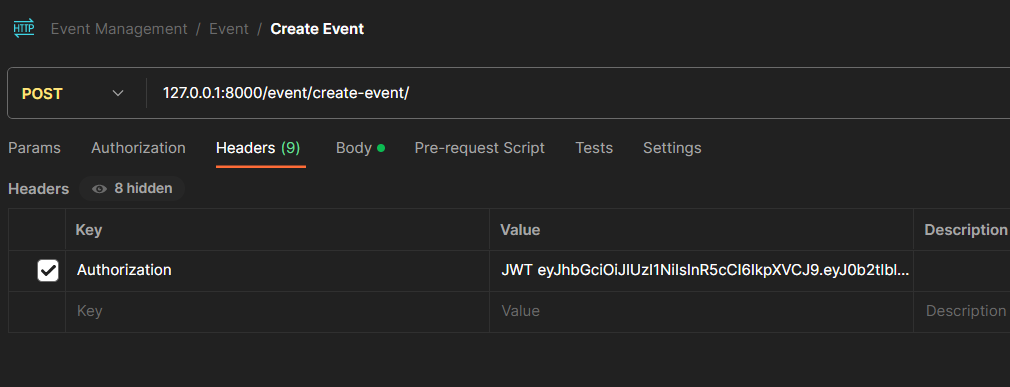 HTTP Event Management / Event / Create Event
POST 127.0.0.1:8000/event/create-event/
Params Authorization Headers (9) Body Pre-request Script Tests Settings
Headers 8 hidden
Key Value Description
Authorization JWT eyJhbGciOiJIUzI1NiIsInR5cCI6IkpXVCJ9.eyJ0b2tlbl...
Key Value Description